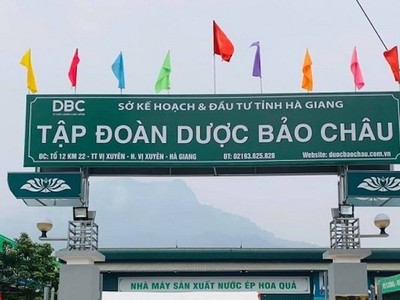 DBC
SỞ KẾ HOẠCH & ĐẦU TƯ TỈNH HÀ GIANG
TẬP ĐOÀN DƯỢC BẢO CHÂU
ĐC: TỔ 12 KM 22 - TT VỊ XUYÊN - H. VỊ XUYÊN - HÀ GIANG
ĐT: 02193.825.828
Website: duocbaochau.com.vn
NHÀ MÁY SẢN XUẤT NƯỚC ÉP HOA QUẢ